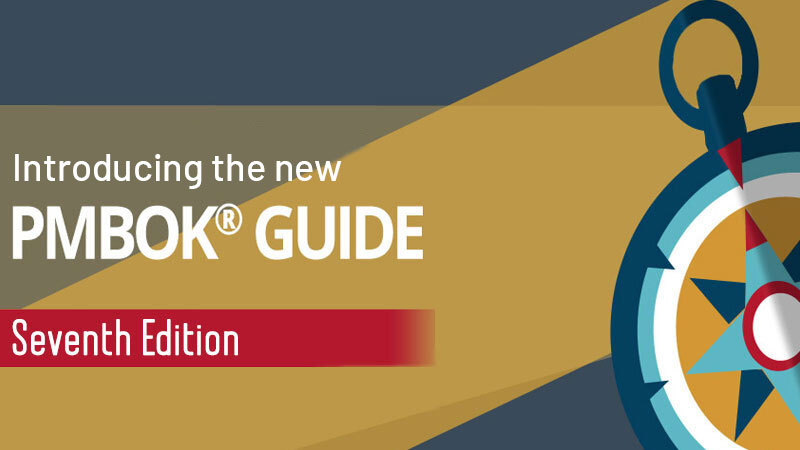 Introducing the new
PMBOK® GUIDE
Seventh Edition